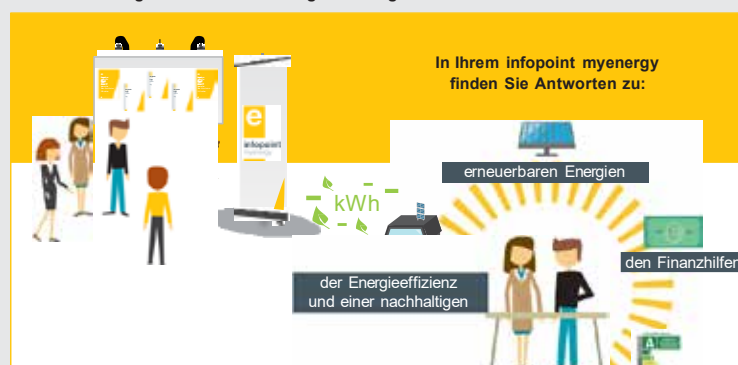 In Ihrem infopoint myenergy
finden Sie Antworten zu:
e
infopoint
myenergy
erneuerbaren Energien
kWh
den Finanzhilfen
der Energieeffizienz
und einer nachhaltigen
A